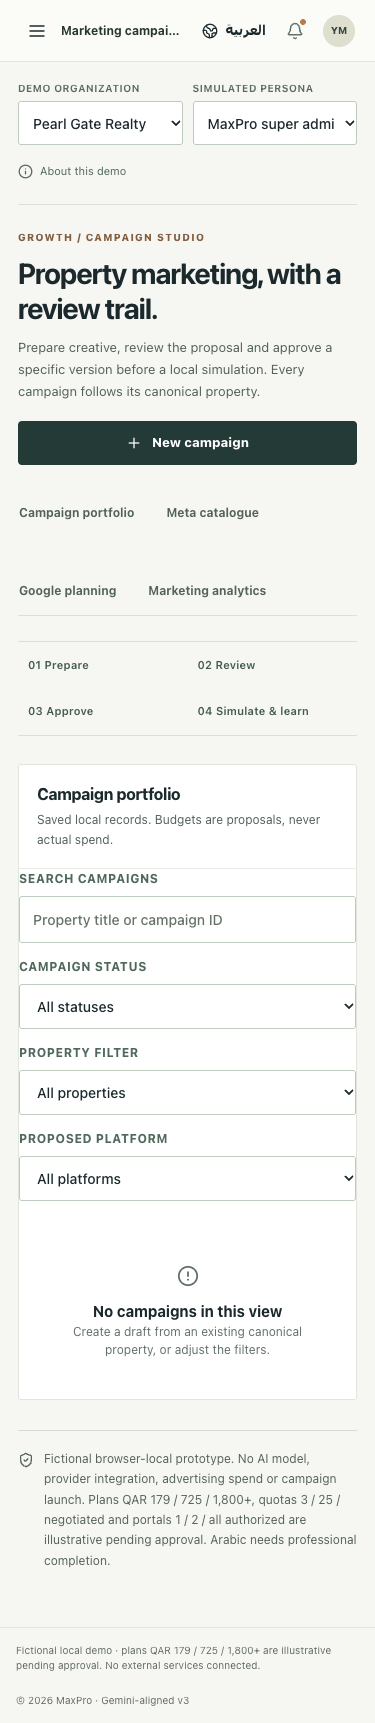 Marketing campai...
العربية
YM
DEMO ORGANIZATION
SIMULATED PERSONA
Pearl Gate Realty
MaxPro super admi
About this demo
GROWTH / CAMPAIGN STUDIO
Property marketing, with a
review trail.
Prepare creative, review the proposal and approve a
specific version before a local simulation. Every
campaign follows its canonical property.
New campaign
Campaign portfolio
Meta catalogue
Google planning
Marketing analytics
01 Prepare
02 Review
03 Approve
04 Simulate & learn
Campaign portfolio
Saved local records. Budgets are proposals, never
actual spend.
SEARCH CAMPAIGNS
Property title or campaign ID
CAMPAIGN STATUS
All statuses
PROPERTY FILTER
All properties
PROPOSED PLATFORM
All platforms
No campaigns in this view
Create a draft from an existing canonical
property, or adjust the filters.
Fictional browser-local prototype. No AI model,
provider integration, advertising spend or campaign
launch. Plans QAR 179 / 725 / 1,800+, quotas 3 / 25 /
negotiated and portals 1 / 2 / all authorized are
illustrative pending approval. Arabic needs professional
completion.
Fictional local demo · plans QAR 179 / 725 / 1,800+ are illustrative
pending approval. No external services connected.
© 2026 MaxPro · Gemini-aligned v3